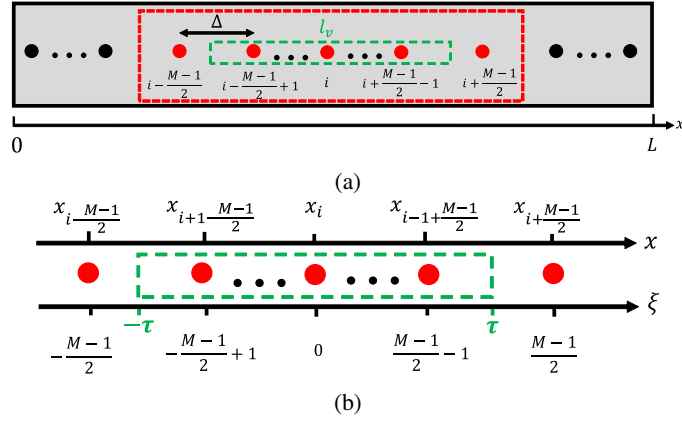 Δ
l_v
i − (M−1)/2
i − (M−1)/2 + 1
i
i + (M−1)/2 − 1
i + (M−1)/2
x
0
L
(a)
x_{i−(M−1)/2}
x_{i+1−(M−1)/2}
x_i
x_{i−1+(M−1)/2}
x_{i+(M−1)/2}
x
ξ
−τ
τ
−(M−1)/2
−(M−1)/2 + 1
0
(M−1)/2 − 1
(M−1)/2
(b)